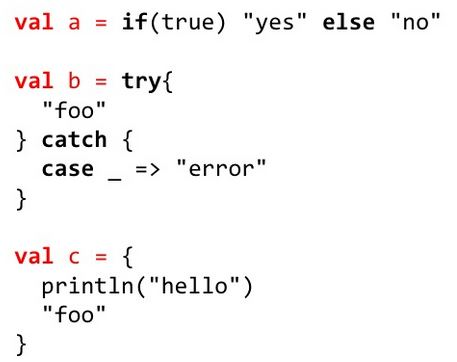 val a = if(true) "yes" else "no"
val b = try{
"foo"
} catch {
case _ => "error"
}
val c = {
println("hello")
"foo"
}